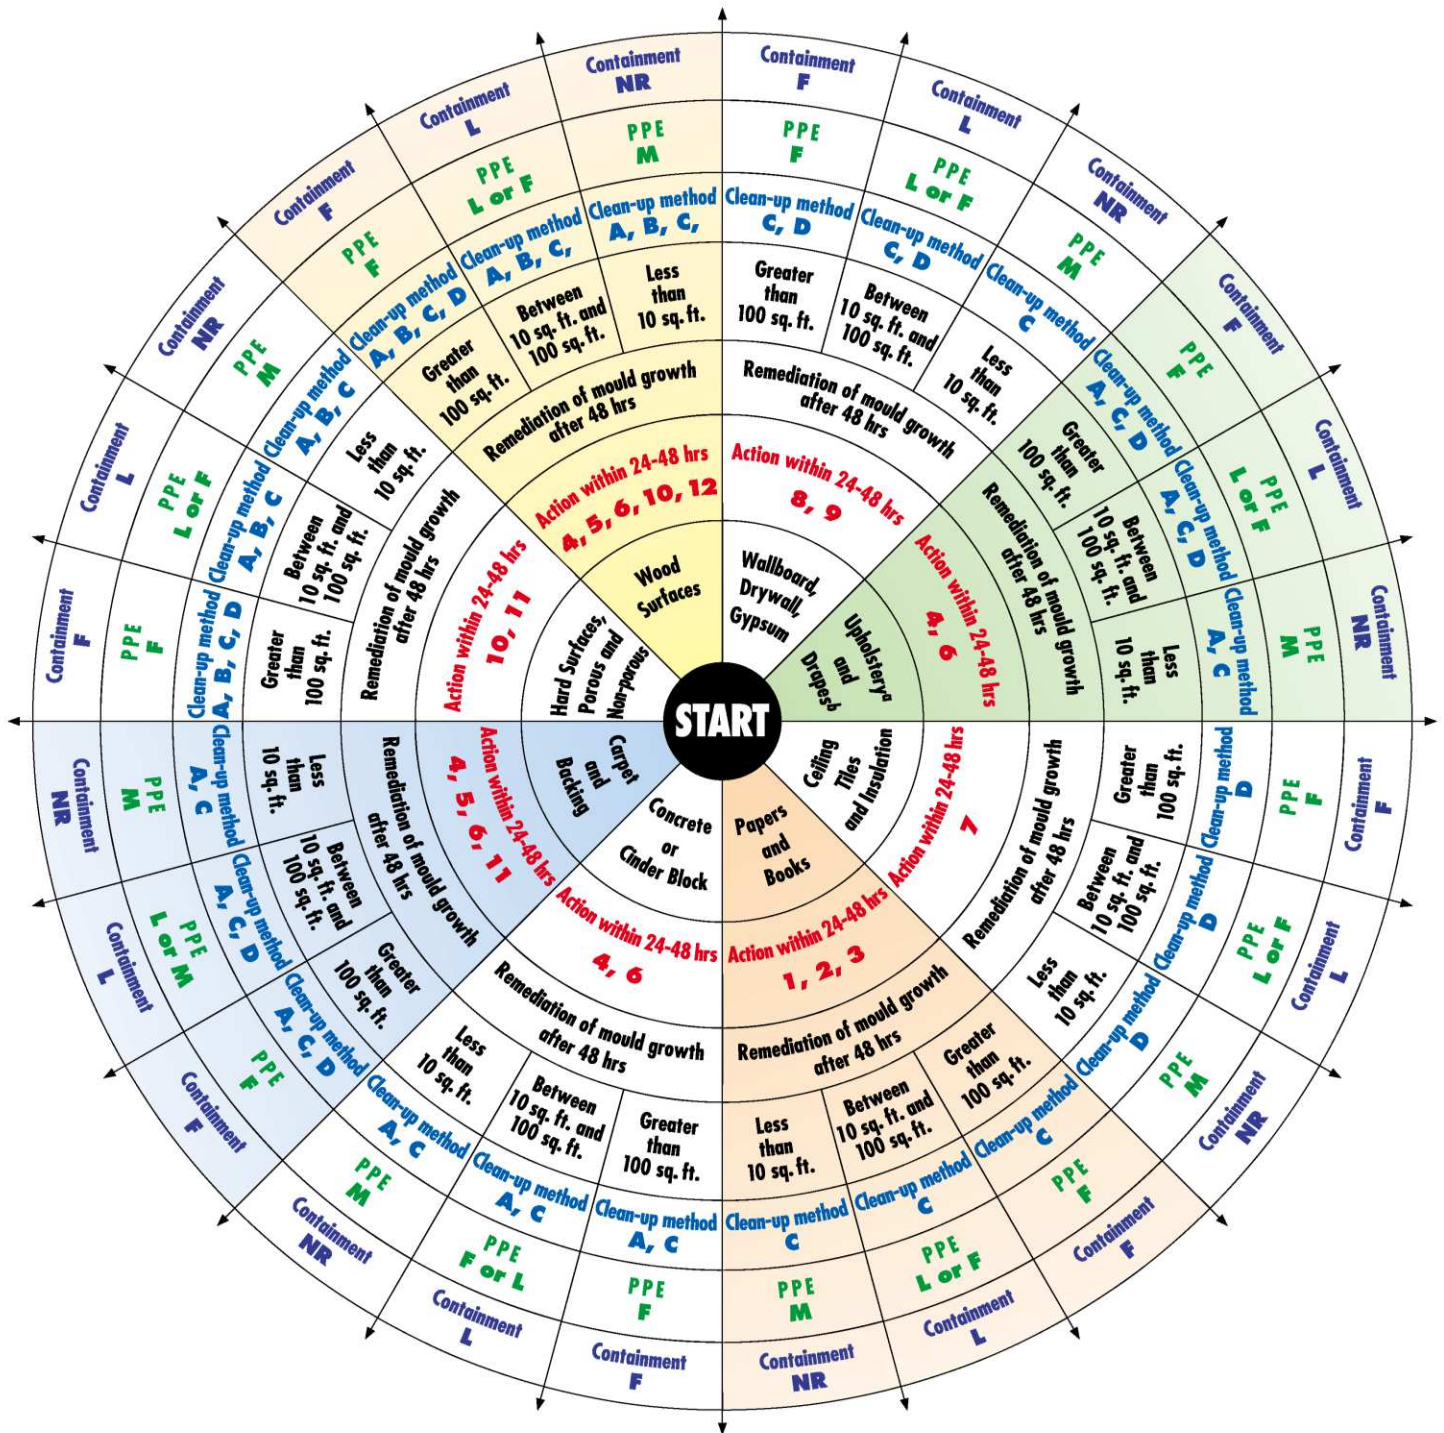 START
Wallboard,
Drywall,
Gypsum
Action within 24-48 hrs
8, 9
Remediation of mould growth
after 48 hrs
Greater
than
100 sq. ft.
Clean-up method
C, D
PPE
F
Containment
F
Between
10 sq. ft. and
100 sq. ft.
Clean-up method
C, D
PPE
L or F
Containment
L
Less
than
10 sq. ft.
Clean-up method
C
PPE
M
Containment
NR
Upholsteryᵃ
and
Drapesᵇ
Action within 24-48 hrs
4, 6
Remediation of mould growth
after 48 hrs
Greater
than
100 sq. ft.
Clean-up method
A, C, D
PPE
F
Containment
F
Between
10 sq. ft. and
100 sq. ft.
Clean-up method
A, C, D
PPE
L or F
Containment
L
Less
than
10 sq. ft.
Clean-up method
A, C
PPE
M
Containment
NR
Ceiling
Tiles
and Insulation
Action within 24-48 hrs
7
Remediation of mould growth
after 48 hrs
Greater
than
100 sq. ft.
Clean-up method
D
PPE
F
Containment
F
Between
10 sq. ft. and
100 sq. ft.
Clean-up method
D
PPE
L or F
Containment
L
Less
than
10 sq. ft.
Clean-up method
D
PPE
M
Containment
NR
Papers
and
Books
Action within 24-48 hrs
1, 2, 3
Remediation of mould growth
after 48 hrs
Greater
than
100 sq. ft.
Clean-up method
C
PPE
F
Containment
F
Between
10 sq. ft. and
100 sq. ft.
Clean-up method
C
PPE
L or F
Containment
L
Less
than
10 sq. ft.
Clean-up method
C
PPE
M
Containment
NR
Concrete
or
Cinder Block
Action within 24-48 hrs
4, 6
Remediation of mould growth
after 48 hrs
Greater
than
100 sq. ft.
Clean-up method
A, C
PPE
F
Containment
F
Between
10 sq. ft. and
100 sq. ft.
Clean-up method
A, C
PPE
F or L
Containment
L
Less
than
10 sq. ft.
Clean-up method
A, C
PPE
M
Containment
NR
Carpet
and
Backing
Action within 24-48 hrs
4, 5, 6, 11
Remediation of mould growth
after 48 hrs
Greater
than
100 sq. ft.
Clean-up method
A, C, D
PPE
F
Containment
F
Between
10 sq. ft. and
100 sq. ft.
Clean-up method
A, C, D
PPE
L or M
Containment
L
Less
than
10 sq. ft.
Clean-up method
A, C
PPE
M
Containment
NR
Hard Surfaces,
Porous and
Non-porous
Action within 24-48 hrs
10, 11
Remediation of mould growth
after 48 hrs
Greater
than
100 sq. ft.
Clean-up method
A, B, C, D
PPE
F
Containment
F
Between
10 sq. ft. and
100 sq. ft.
Clean-up method
A, B, C
PPE
L or F
Containment
L
Less
than
10 sq. ft.
Clean-up method
A, B, C
PPE
M
Containment
NR
Wood
Surfaces
Action within 24-48 hrs
4, 5, 6, 10, 12
Remediation of mould growth
after 48 hrs
Greater
than
100 sq. ft.
Clean-up method
A, B, C, D
PPE
F
Containment
F
Between
10 sq. ft. and
100 sq. ft.
Clean-up method
A, B, C,
PPE
L or F
Containment
L
Less
than
10 sq. ft.
Clean-up method
A, B, C,
PPE
M
Containment
NR